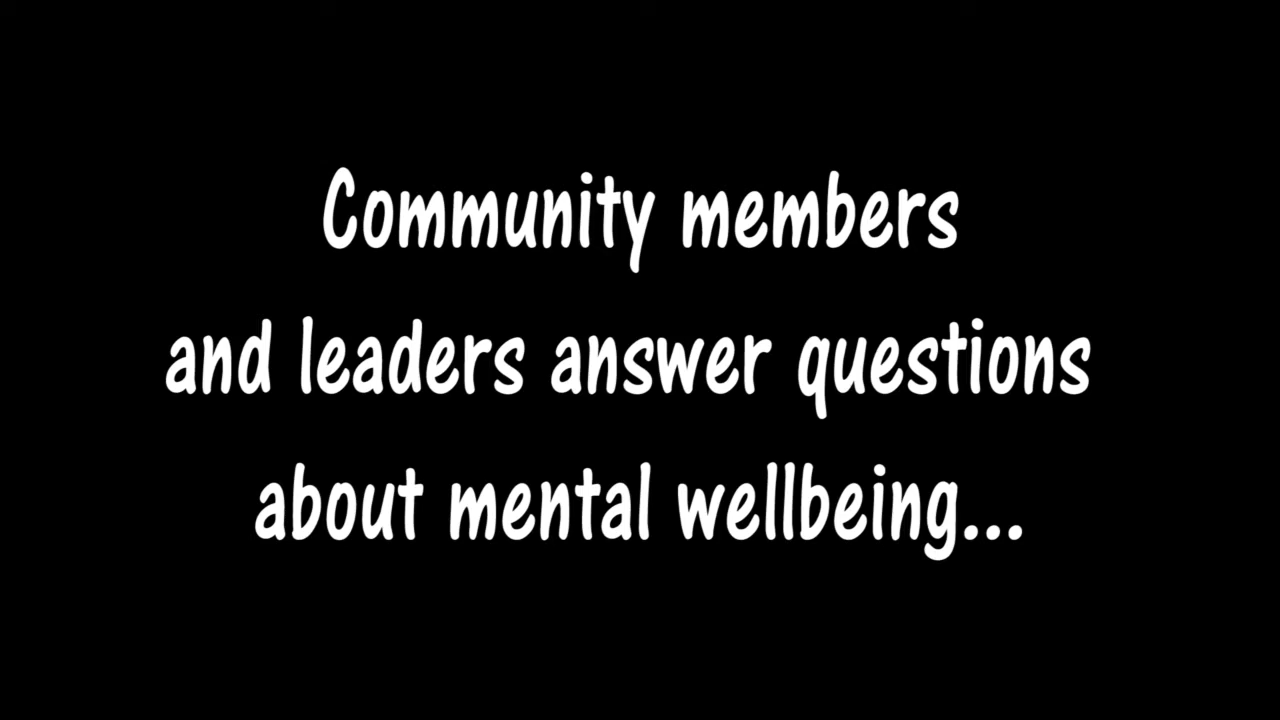 Community members
and leaders answer questions
about mental wellbeing...